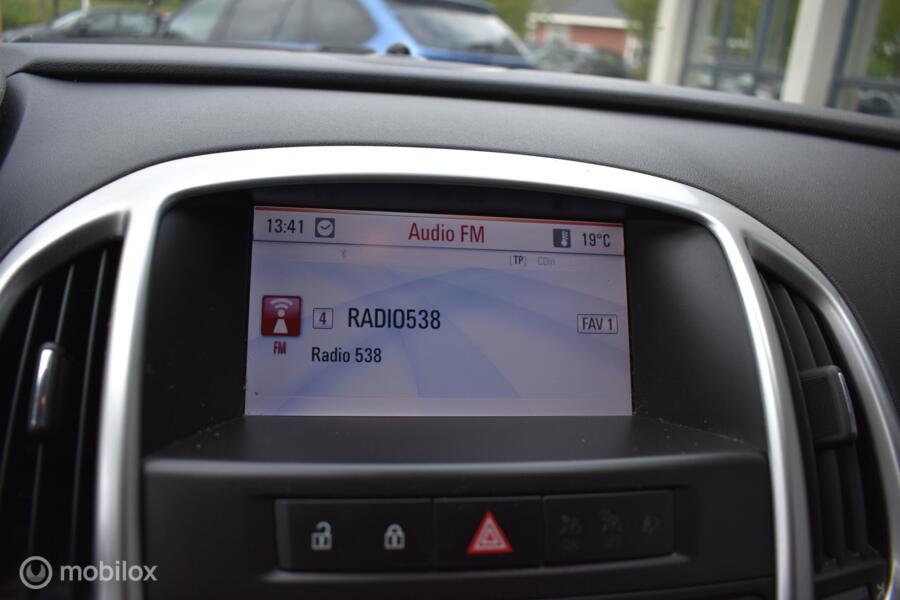 13:41 Audio FM 19°C
[TP] CDin
4 RADIO538 FAV 1
FM Radio 538
mobilox